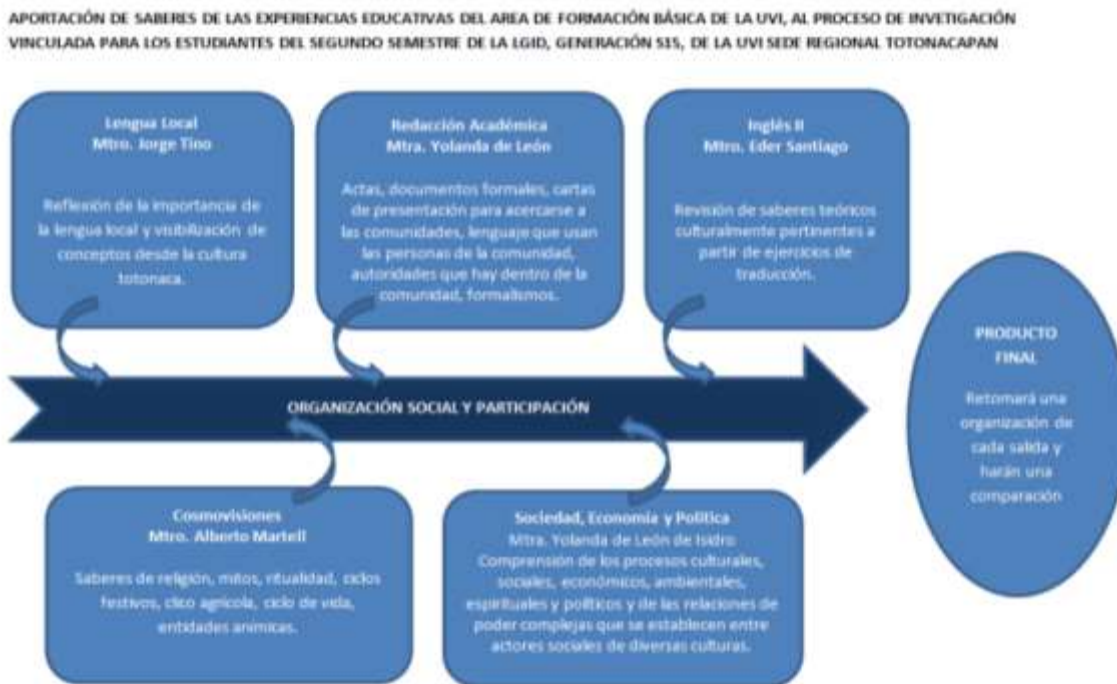 APORTACIÓN DE SABERES DE LAS EXPERIENCIAS EDUCATIVAS DEL AREA DE FORMACIÓN BÁSICA DE LA UVI, AL PROCESO DE INVETIGACIÓN
VINCULADA PARA LOS ESTUDIANTES DEL SEGUNDO SEMESTRE DE LA LGID, GENERACIÓN S15, DE LA UVI SEDE REGIONAL TOTONACAPAN
Lengua Local
Mtro. Jorge Tino
Reflexión de la importancia de
la lengua local y visibilización de
conceptos desde la cultura
totonaca.
Redacción Académica
Mtra. Yolanda de León
Actas, documentos formales, cartas
de presentación para acercarse a
las comunidades, lenguaje que usan
las personas de la comunidad,
autoridades que hay dentro de la
comunidad, formalismos.
Inglés II
Mtro. Eder Santiago
Revisión de saberes teóricos
culturalmente pertinentes a
partir de ejercicios de
traducción.
ORGANIZACIÓN SOCIAL Y PARTICIPACIÓN
PRODUCTO
FINAL
Retomará una
organización de
cada salida y
harán una
comparación
Cosmovisiones
Mtro. Alberto Martell
Saberes de religión, mitos, ritualidad, ciclos
festivos, clico agrícola, ciclo de vida,
entidades anímicas.
Sociedad, Economía y Política
Mtra. Yolanda de León de Isidro
Comprensión de los procesos culturales,
sociales, económicos, ambientales,
espirituales y políticos y de las relaciones de
poder complejas que se establecen entre
actores sociales de diversas culturas.